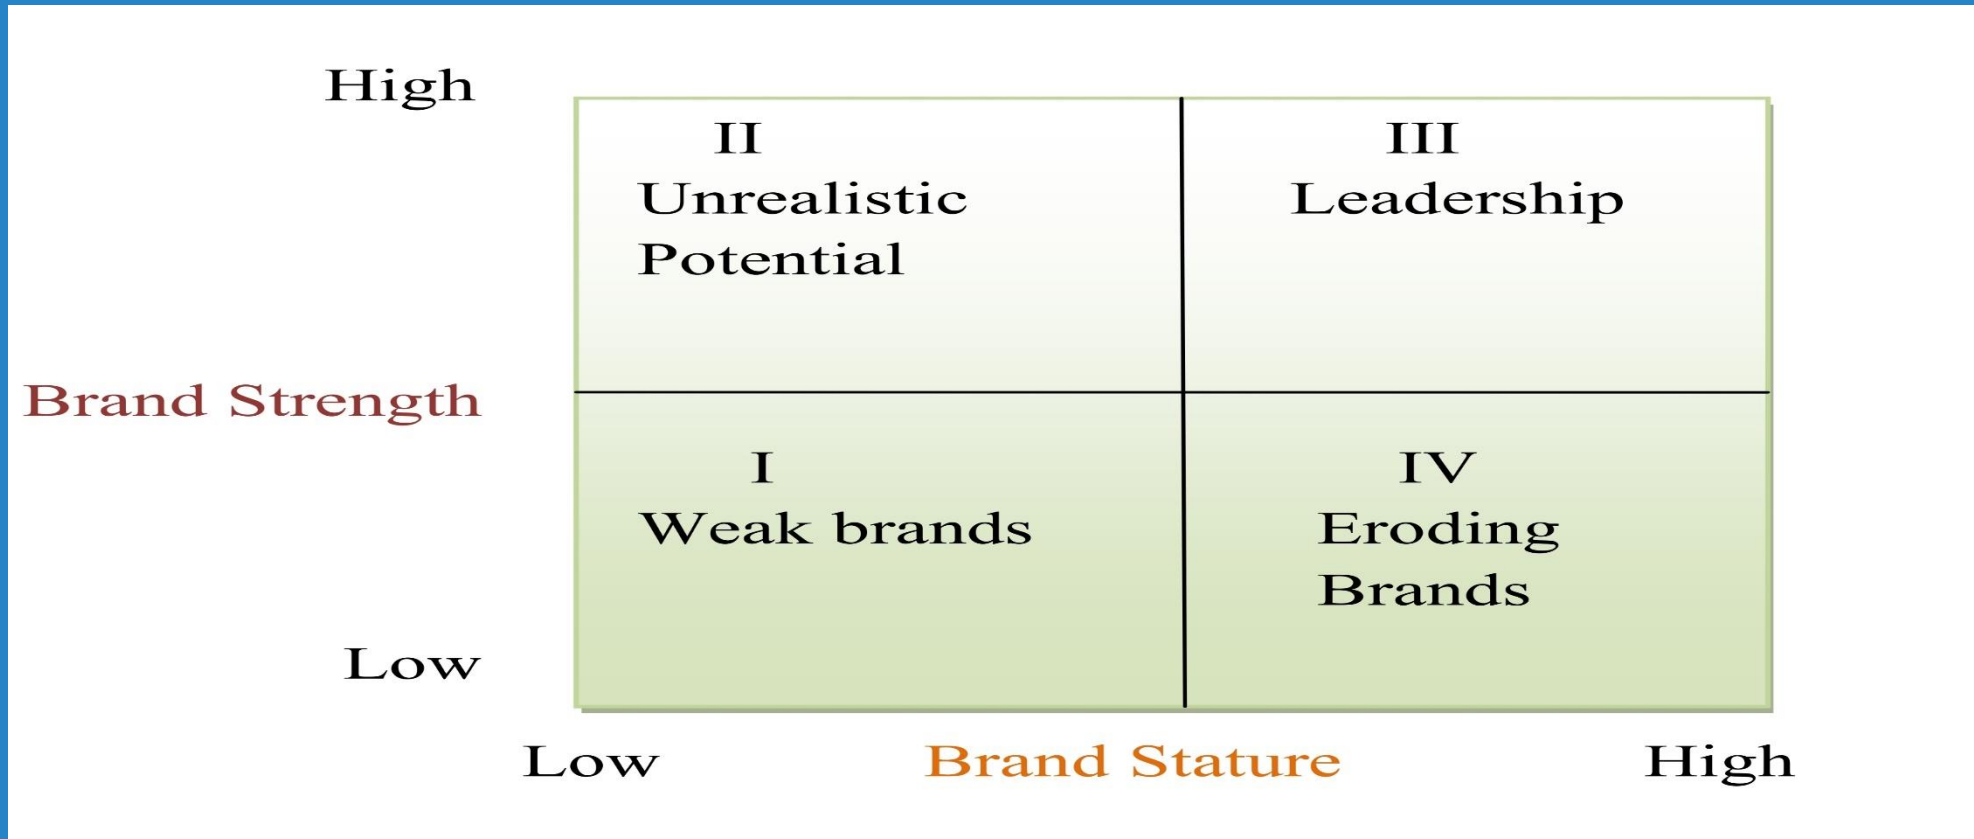 High
II
Unrealistic
Potential
III
Leadership
Brand Strength
I
Weak brands
IV
Eroding
Brands
Low
Low
Brand Stature
High